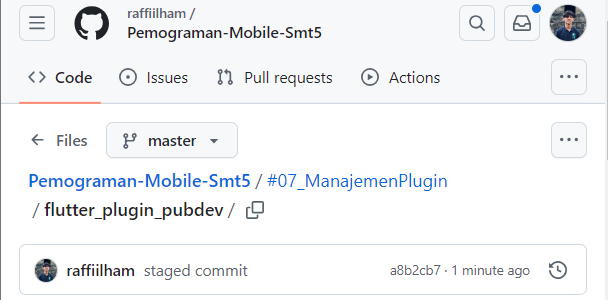 raffiilham /
Pemograman-Mobile-Smt5
Code Issues Pull requests Actions
Files master
Pemograman-Mobile-Smt5 / #07_ManajemenPlugin
/ flutter_plugin_pubdev /
raffiilham staged commit a8b2cb7 · 1 minute ago